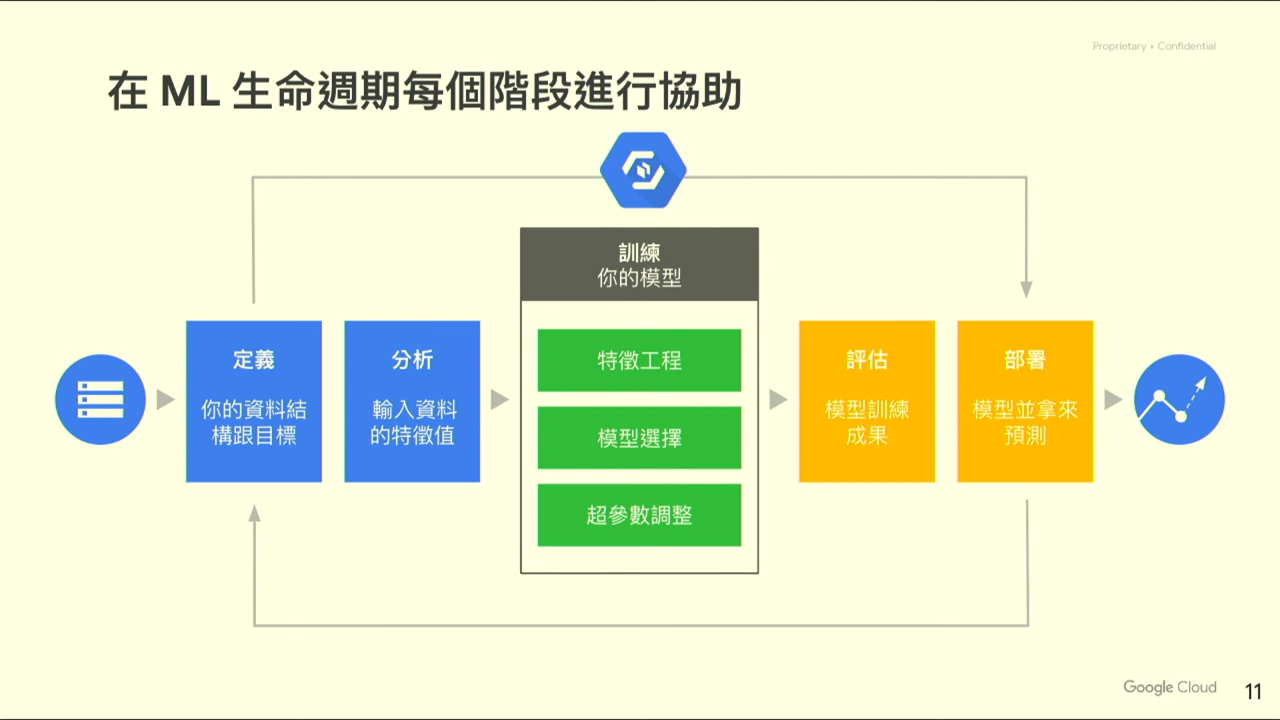 Proprietary + Confidential
在 ML 生命週期每個階段進行協助
訓練
你的模型
定義
你的資料結
構跟目標
分析
輸入資料
的特徵值
特徵工程
模型選擇
超參數調整
評估
模型訓練
成果
部署
模型並拿來
預測
Google Cloud
11